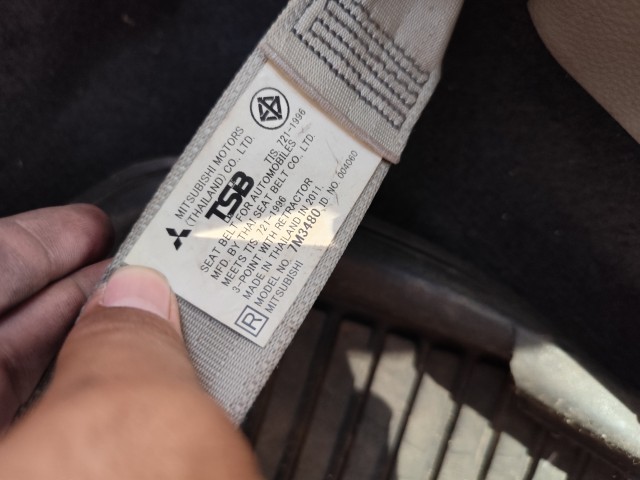 MITSUBISHI MOTORS
(THAILAND) CO., LTD.
TSB TIS. 721-1996
SEAT BELT FOR AUTOMOBILES
MFD. BY THAI SEAT BELT CO., LTD.
MEETS TIS. 721-1996
3-POINT WITH RETRACTOR
MADE IN THAILAND IN 2011.
MODEL NO. 7M3480 ID NO. 004060
R MITSUBISHI